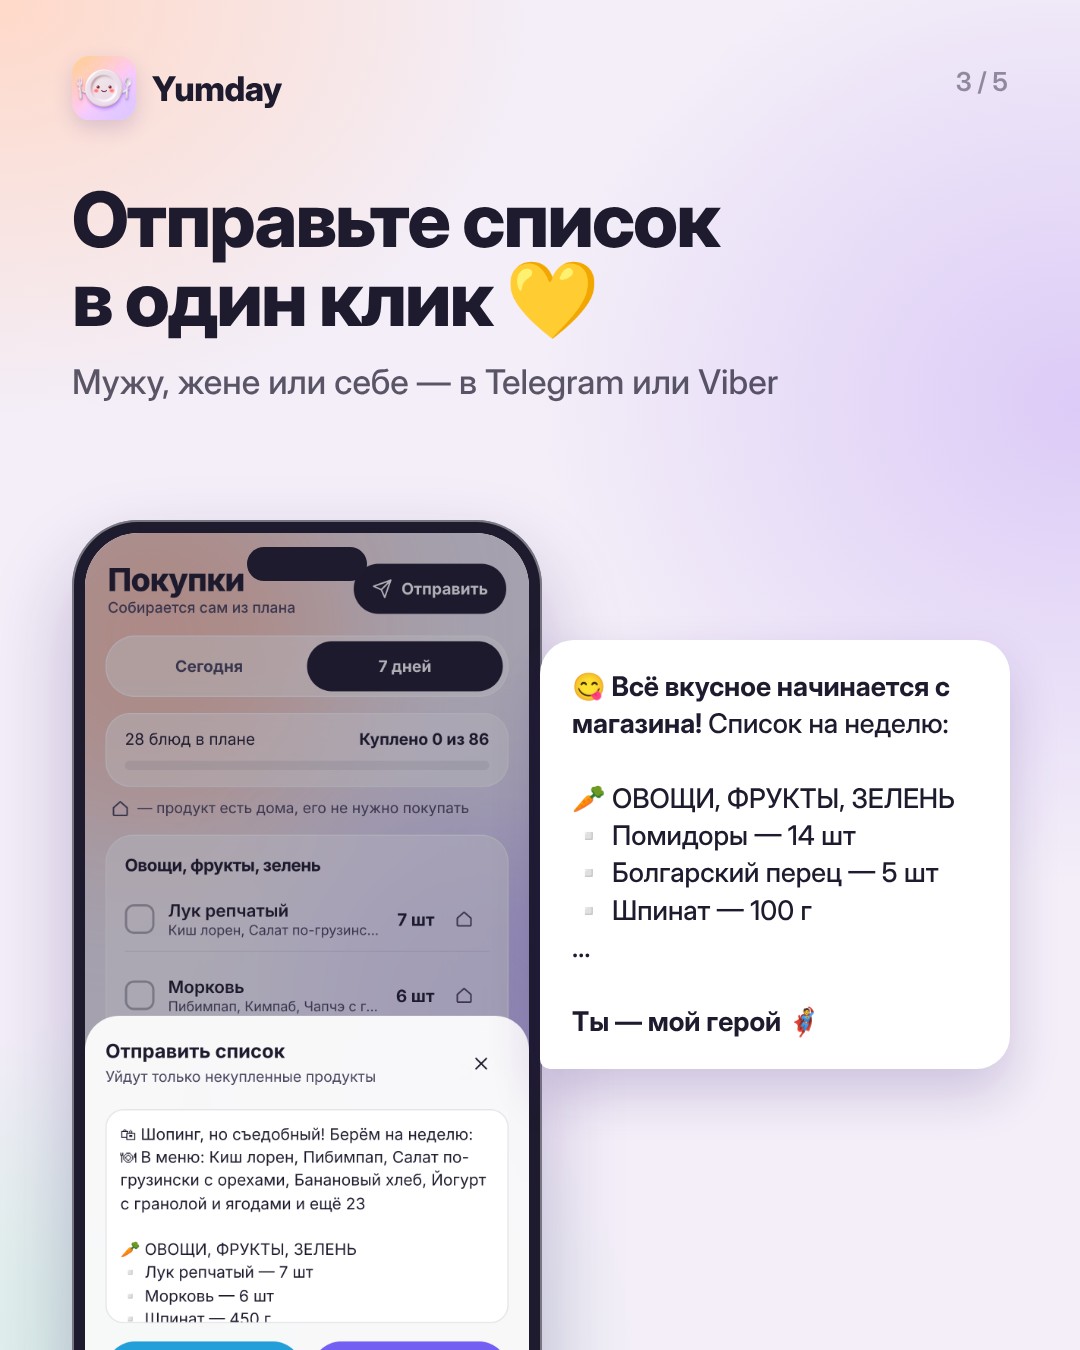 Yumday
3 / 5
Отправьте список
в один клик 💛
Мужу, жене или себе — в Telegram или Viber
Покупки
Собирается сам из плана
Отправить
Сегодня
7 дней
28 блюд в плане
Куплено 0 из 86
— продукт есть дома, его не нужно покупать
Овощи, фрукты, зелень
Лук репчатый
Киш лорен, Салат по-грузинс...
7 шт
Морковь
Пибимпап, Кимпаб, Чапчэ с г...
6 шт
Отправить список
Уйдут только некупленные продукты
🛍 Шопинг, но съедобный! Берём на неделю:
🍽 В меню: Киш лорен, Пибимпап, Салат по-
грузински с орехами, Банановый хлеб, Йогурт
с гранолой и ягодами и ещё 23
🥕 ОВОЩИ, ФРУКТЫ, ЗЕЛЕНЬ
▫️ Лук репчатый — 7 шт
▫️ Морковь — 6 шт
▫️ Шпинат — 450 г
😋 Всё вкусное начинается с
магазина! Список на неделю:
🥕 ОВОЩИ, ФРУКТЫ, ЗЕЛЕНЬ
▫️ Помидоры — 14 шт
▫️ Болгарский перец — 5 шт
▫️ Шпинат — 100 г
...
Ты — мой герой 🦸